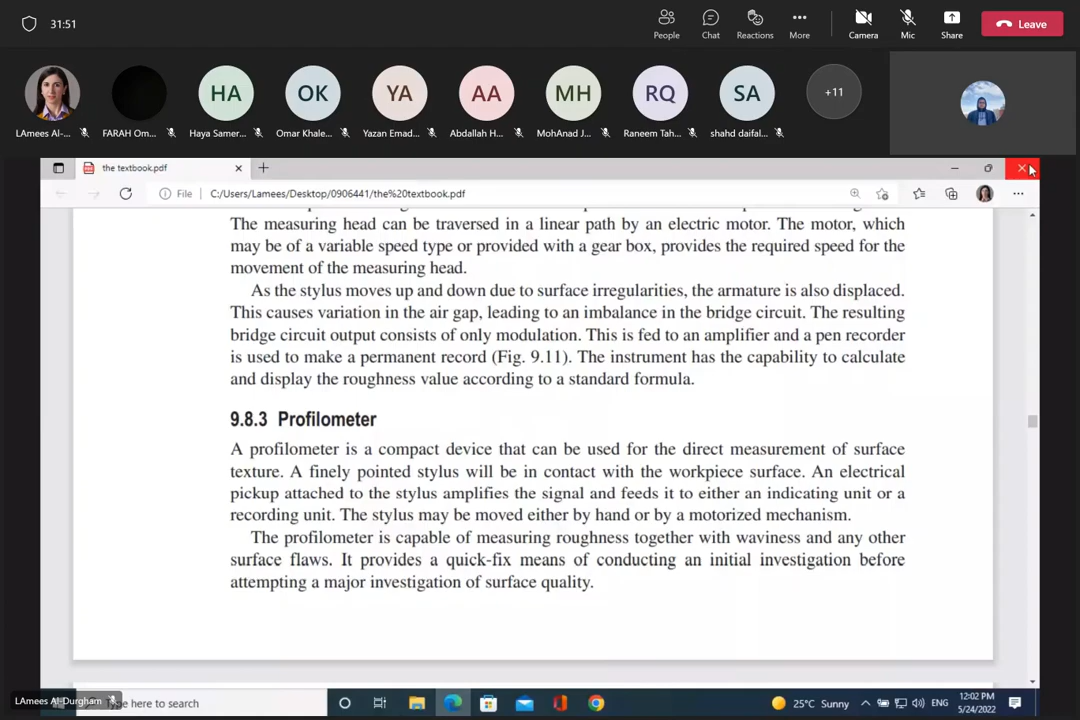 31:51
People
Chat
Reactions
More
Camera
Mic
Share
Leave
HA
OK
YA
AA
MH
RQ
SA
+11
LAmees Al-...
FARAH Om...
Haya Samer...
Omar Khale...
Yazan Emad...
Abdallah H...
MohAnad J...
Raneem Tah...
shahd daifal...
the textbook.pdf
File
C:/Users/Lamees/Desktop/0906441/the%20textbook.pdf
The measuring head can be traversed in a linear path by an electric motor. The motor, which
may be of a variable speed type or provided with a gear box, provides the required speed for the
movement of the measuring head.
As the stylus moves up and down due to surface irregularities, the armature is also displaced.
This causes variation in the air gap, leading to an imbalance in the bridge circuit. The resulting
bridge circuit output consists of only modulation. This is fed to an amplifier and a pen recorder
is used to make a permanent record (Fig. 9.11). The instrument has the capability to calculate
and display the roughness value according to a standard formula.
9.8.3 Profilometer
A profilometer is a compact device that can be used for the direct measurement of surface
texture. A finely pointed stylus will be in contact with the workpiece surface. An electrical
pickup attached to the stylus amplifies the signal and feeds it to either an indicating unit or a
recording unit. The stylus may be moved either by hand or by a motorized mechanism.
The profilometer is capable of measuring roughness together with waviness and any other
surface flaws. It provides a quick-fix means of conducting an initial investigation before
attempting a major investigation of surface quality.
LAmees Al-Durgham
here to search
25°C Sunny
ENG
12:02 PM
5/24/2022